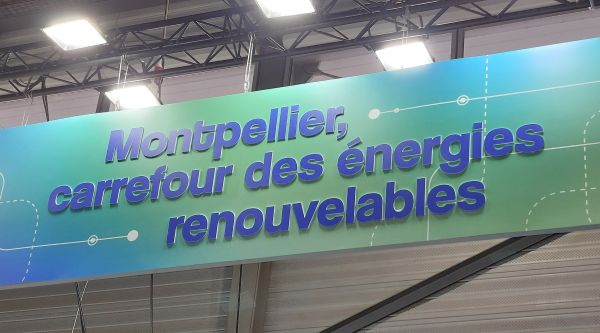 Montpellier,
carrefour des énergies
renouvelables